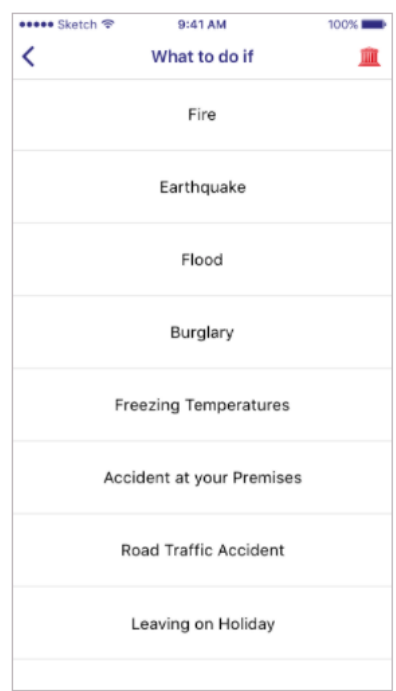 Sketch 9:41 AM 100%
What to do if
Fire
Earthquake
Flood
Burglary
Freezing Temperatures
Accident at your Premises
Road Traffic Accident
Leaving on Holiday